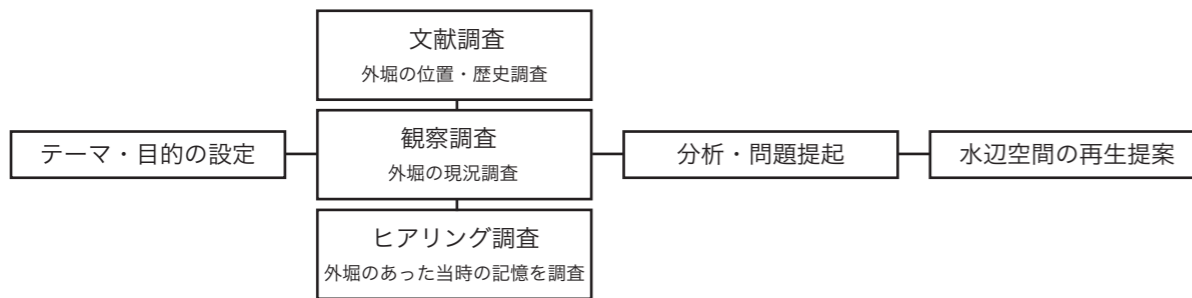 文献調査
外堀の位置・歴史調査
テーマ・目的の設定
観察調査
外堀の現況調査
分析・問題提起
水辺空間の再生提案
ヒアリング調査
外堀のあった当時の記憶を調査